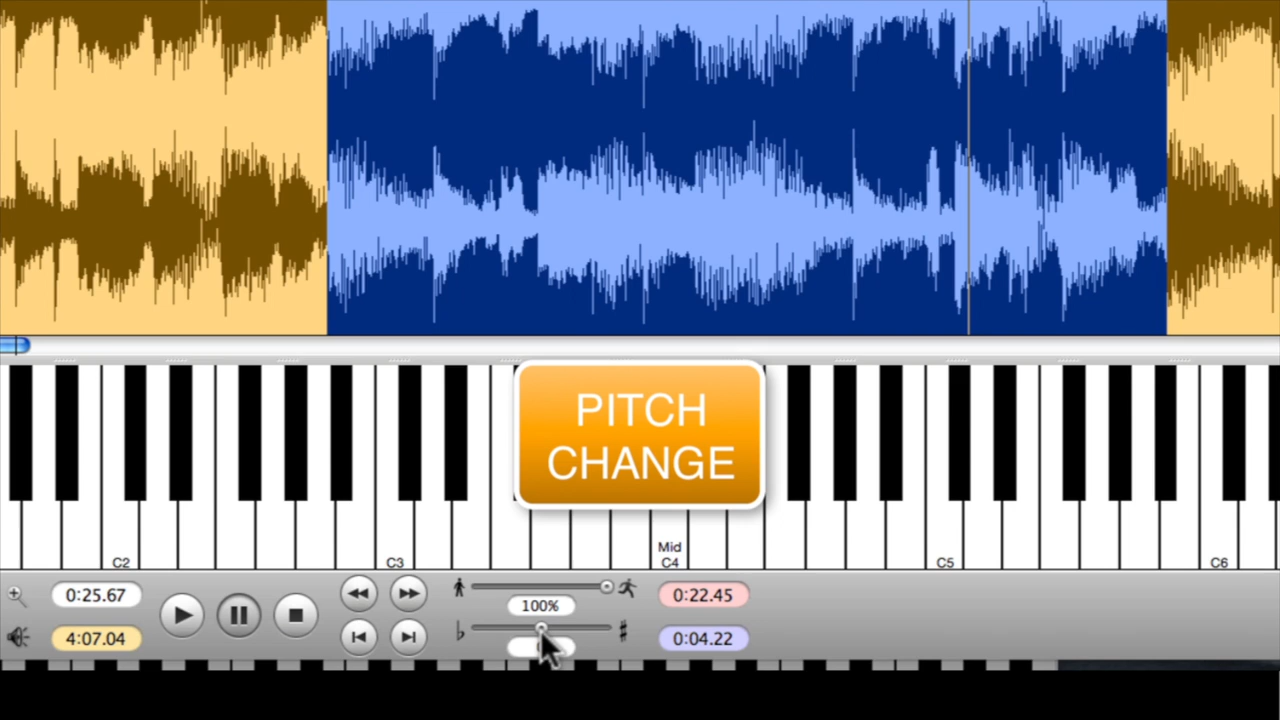 PITCH
CHANGE
Mid
C2
C3
C4
C5
C6
0:25.67
100%
0:22.45
4:07.04
♭
♯
0:04.22